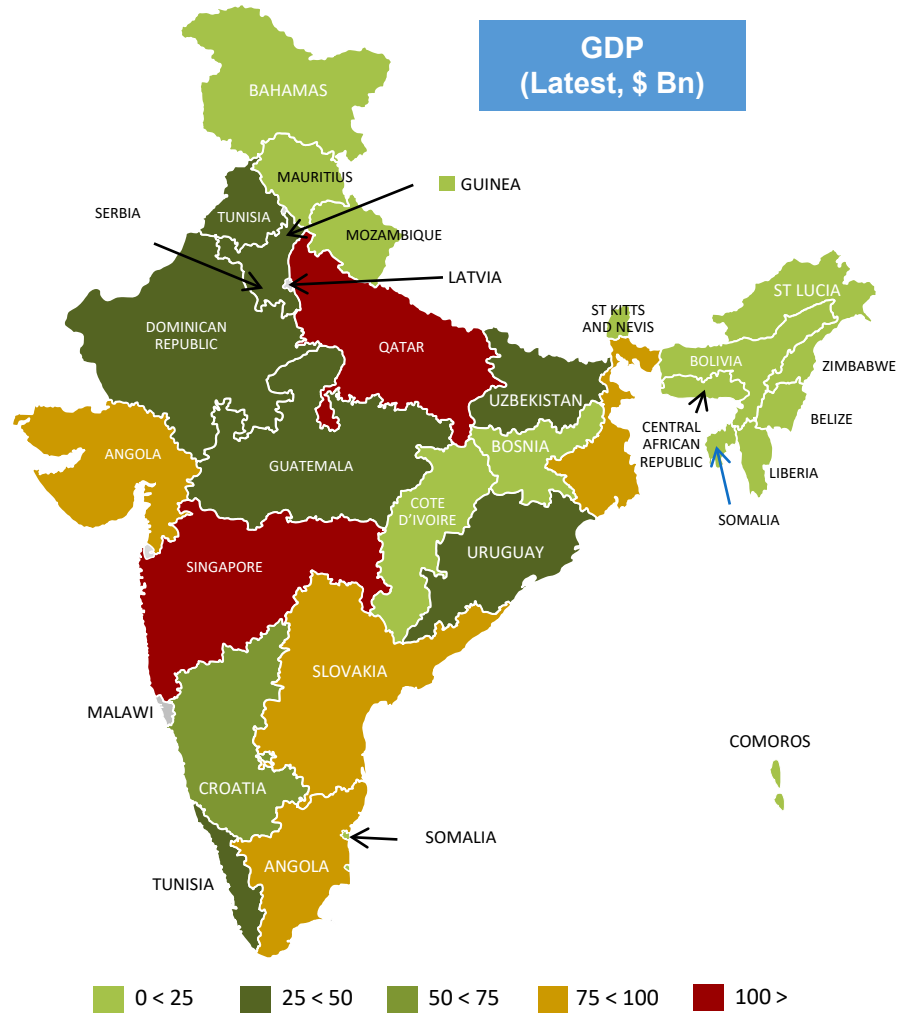 GDP
(Latest, $ Bn)
BAHAMAS
MAURITIUS
GUINEA
SERBIA
TUNISIA
MOZAMBIQUE
LATVIA
ST LUCIA
ST KITTS
AND NEVIS
DOMINICAN
REPUBLIC
QATAR
BOLIVIA
ZIMBABWE
UZBEKISTAN
BELIZE
CENTRAL
AFRICAN
REPUBLIC
BOSNIA
ANGOLA
GUATEMALA
LIBERIA
COTE
D'IVOIRE
SOMALIA
URUGUAY
SINGAPORE
SLOVAKIA
MALAWI
COMOROS
CROATIA
SOMALIA
ANGOLA
TUNISIA
0 < 25
25 < 50
50 < 75
75 < 100
100 >